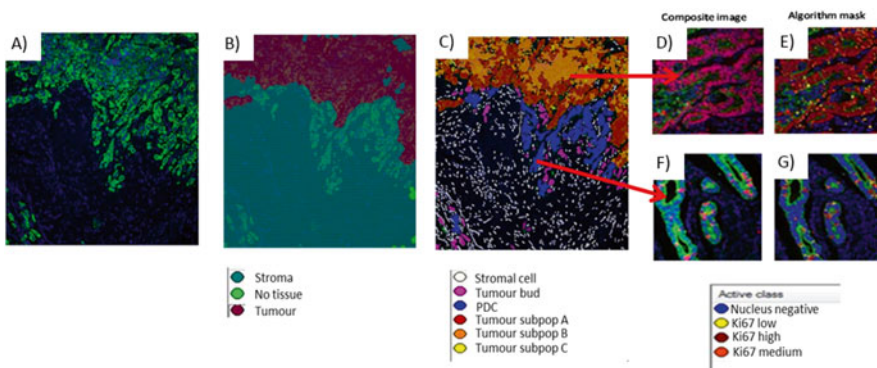 Composite image
Algorithm mask
A)
B)
C)
D)
E)
F)
G)
Stroma
No tissue
Tumour
Stromal cell
Tumour bud
PDC
Tumour subpop A
Tumour subpop B
Tumour subpop C
Active class
Nucleus negative
Ki67 low
Ki67 high
Ki67 medium